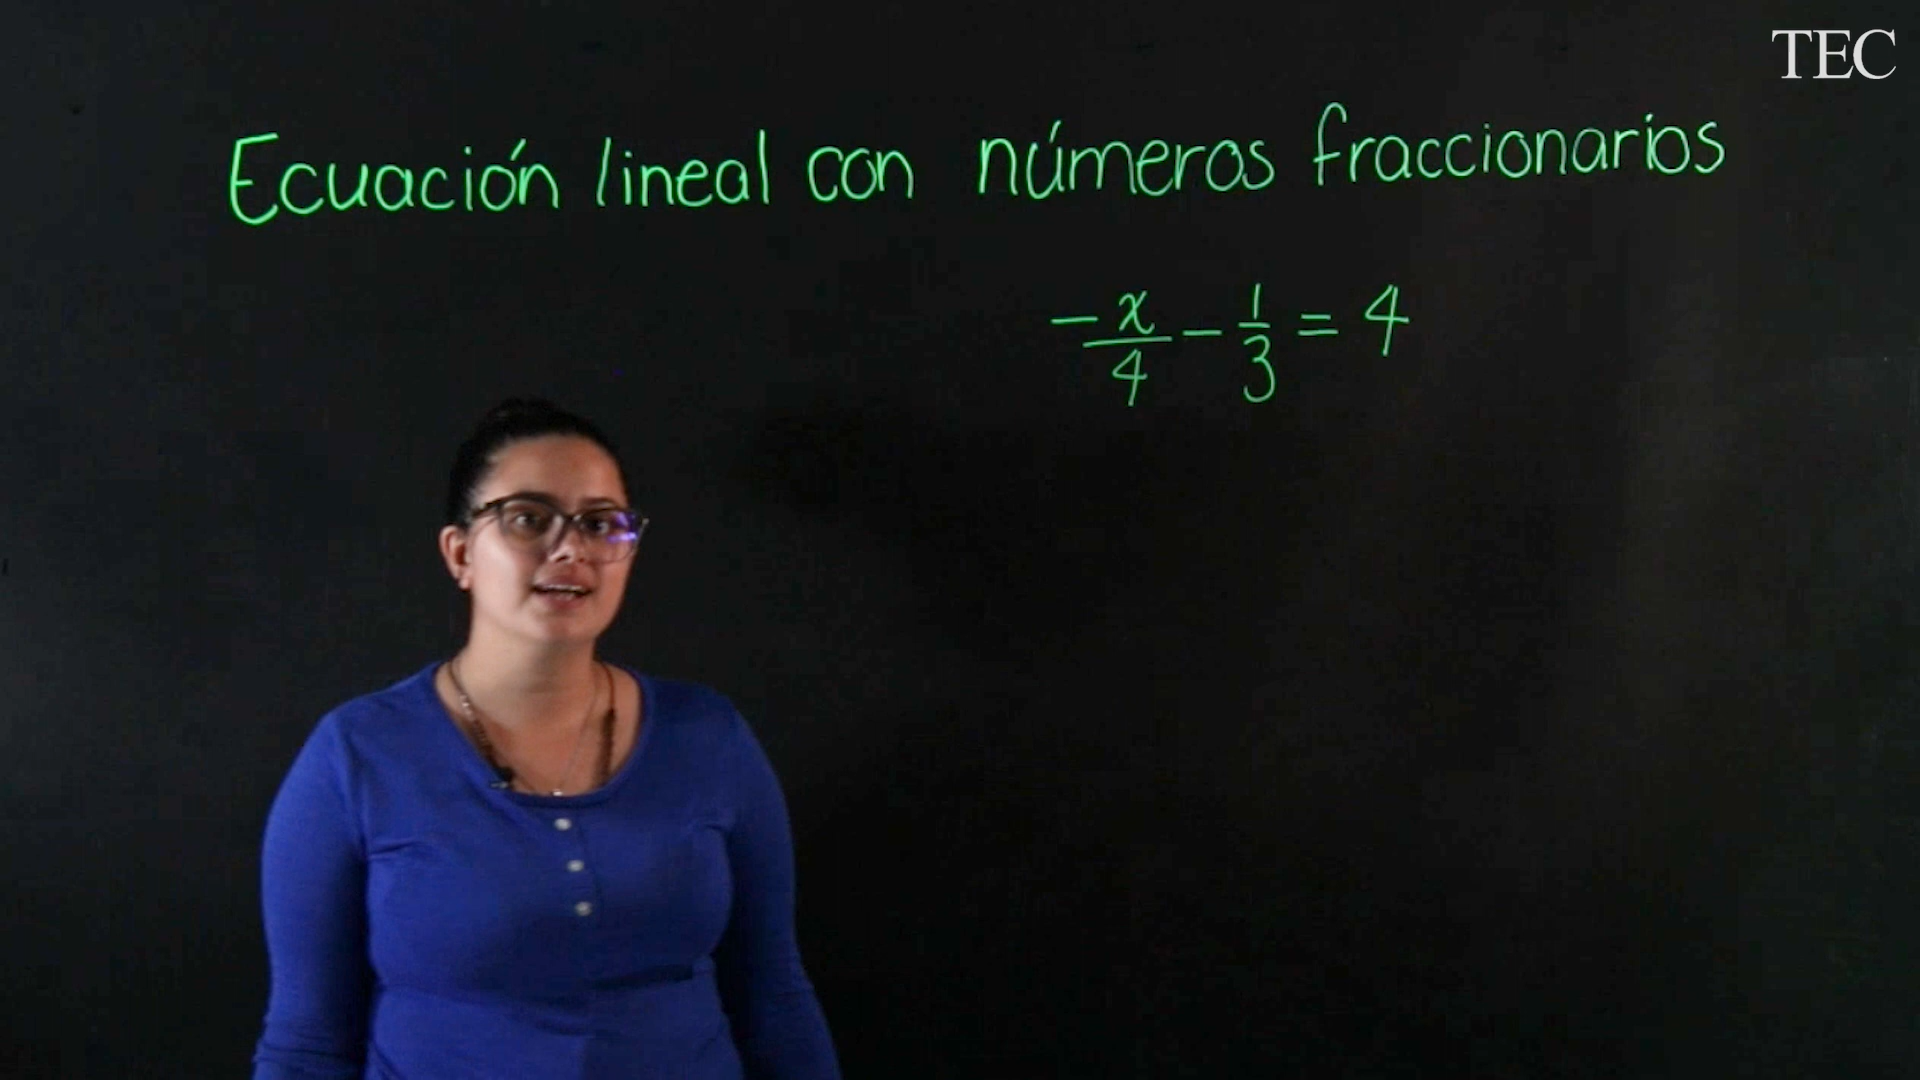 TEC
Ecuación lineal con números fraccionarios
-x/4 - 1/3 = 4